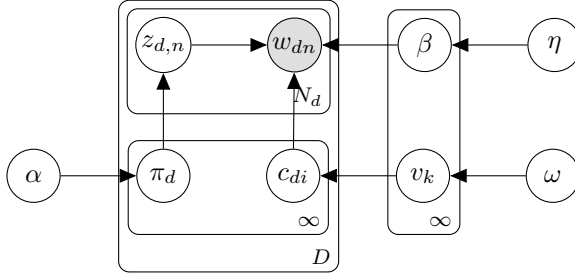 z_{d,n} w_{dn} β η
N_d
α π_d c_{di} v_k ω
∞ ∞
D